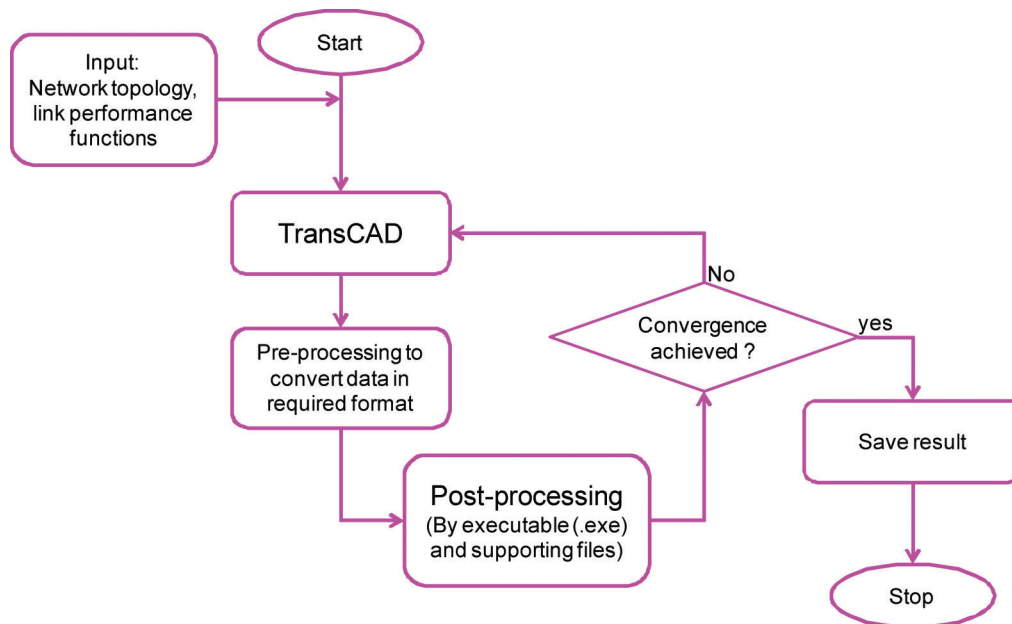 Start
Input:
Network topology,
link performance
functions
TransCAD
Pre-processing to
convert data in
required format
Post-processing
(By executable (.exe)
and supporting files)
No
Convergence
achieved ?
yes
Save result
Stop